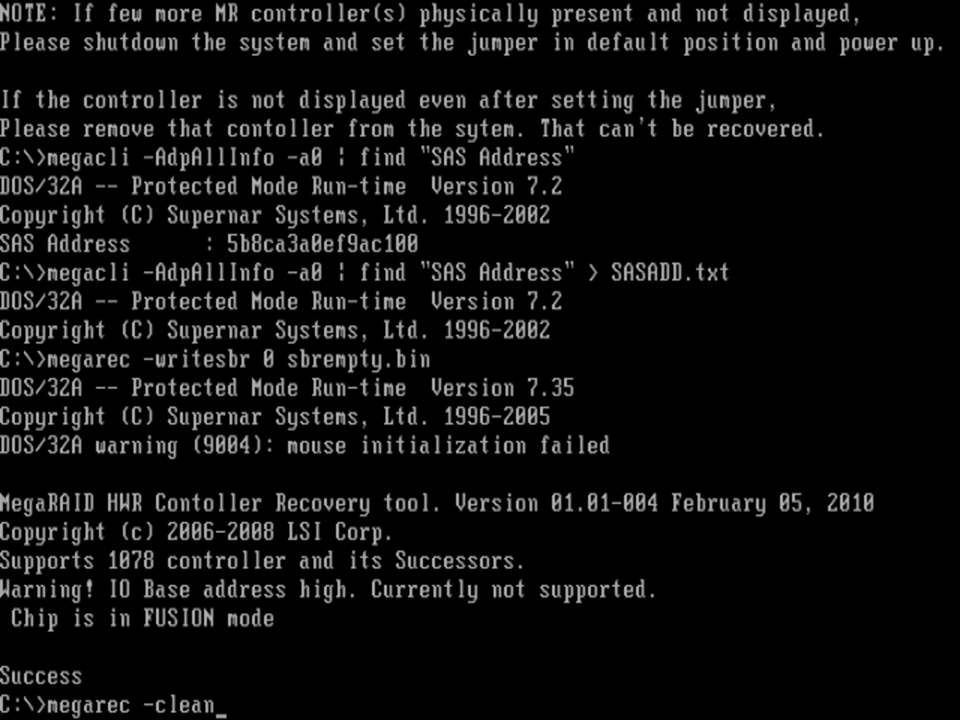 NOTE: If few more MR controller(s) physically present and not displayed,
Please shutdown the system and set the jumper in default position and power up.
If the controller is not displayed even after setting the jumper,
Please remove that contoller from the sytem. That can't be recovered.
C:\>megacli -AdpAllInfo -a0 | find "SAS Address"
DOS/32A -- Protected Mode Run-time  Version 7.2
Copyright (C) Supernar Systems, Ltd. 1996-2002
SAS Address      : 5b8ca3a0ef9ac100
C:\>megacli -AdpAllInfo -a0 | find "SAS Address" > SASADD.txt
DOS/32A -- Protected Mode Run-time  Version 7.2
Copyright (C) Supernar Systems, Ltd. 1996-2002
C:\>megarec -writesbr 0 sbrempty.bin
DOS/32A -- Protected Mode Run-time  Version 7.35
Copyright (C) Supernar Systems, Ltd. 1996-2005
DOS/32A warning (9004): mouse initialization failed
MegaRAID HWR Contoller Recovery tool. Version 01.01-004 February 05, 2010
Copyright (c) 2006-2008 LSI Corp.
Supports 1078 controller and its Successors.
Warning! IO Base address high. Currently not supported.
Chip is in FUSION mode
Success
C:\>megarec -clean_